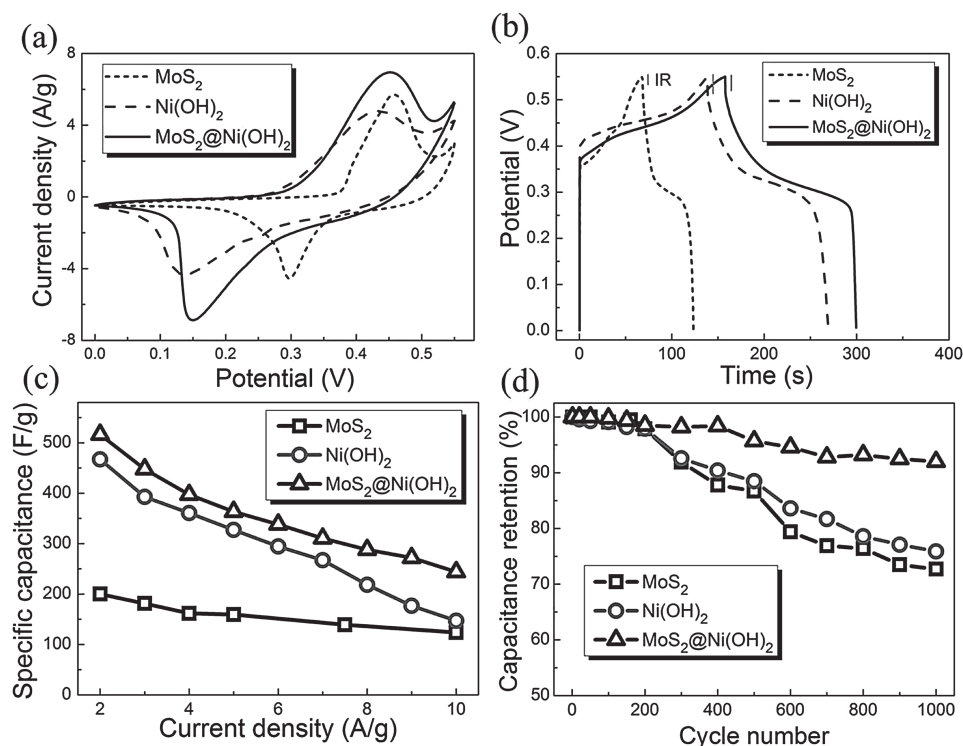 (a)
8
4
0
-4
-8
Current density (A/g)
MoS2
Ni(OH)2
MoS2@Ni(OH)2
0.0 0.1 0.2 0.3 0.4 0.5
Potential (V)
(b)
0.6
0.5
0.4
0.3
0.2
0.1
0.0
Potential (V)
IR
MoS2
Ni(OH)2
MoS2@Ni(OH)2
0 100 200 300 400
Time (s)
(c)
500
400
300
200
100
0
Specific capacitance (F/g)
MoS2
Ni(OH)2
MoS2@Ni(OH)2
2 4 6 8 10
Current density (A/g)
(d)
100
90
80
70
60
50
Capacitance retention (%)
MoS2
Ni(OH)2
MoS2@Ni(OH)2
0 200 400 600 800 1000
Cycle number